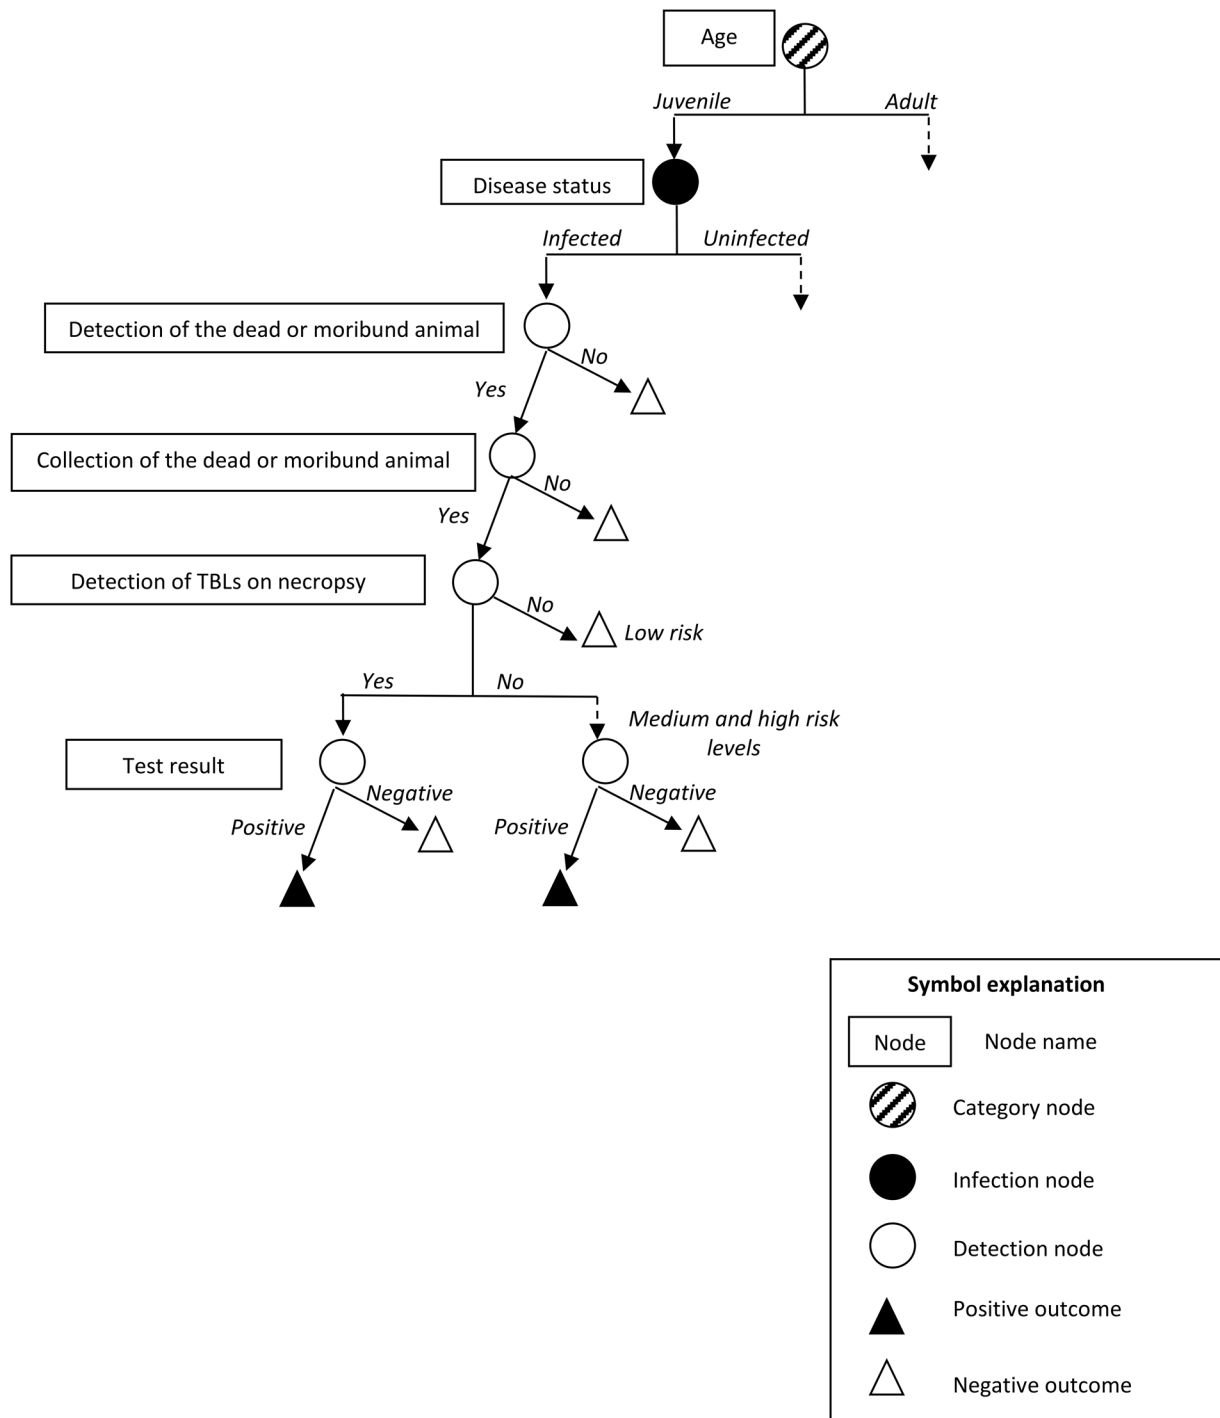 Age
Juvenile
Adult
Disease status
Infected
Uninfected
Detection of the dead or moribund animal
No
Yes
Collection of the dead or moribund animal
No
Yes
Detection of TBLs on necropsy
No
Low risk
Yes
No
Medium and high risk
levels
Test result
Negative
Positive
Negative
Positive
Symbol explanation
Node
Node name
Category node
Infection node
Detection node
Positive outcome
Negative outcome